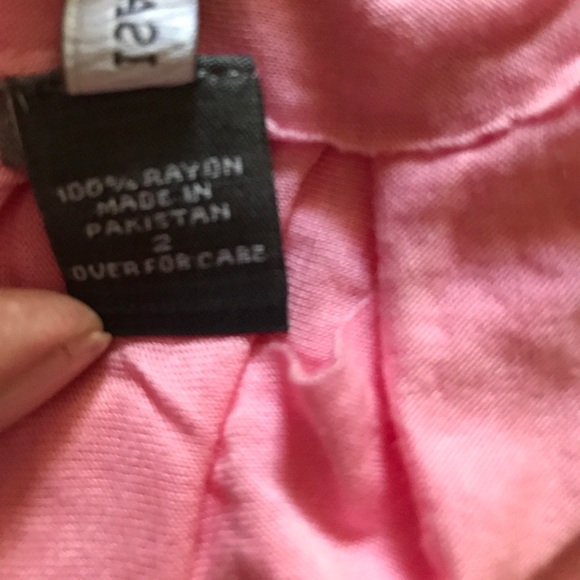 100% RAYON
MADE IN
PAKISTAN
2
OVER FOR CARE